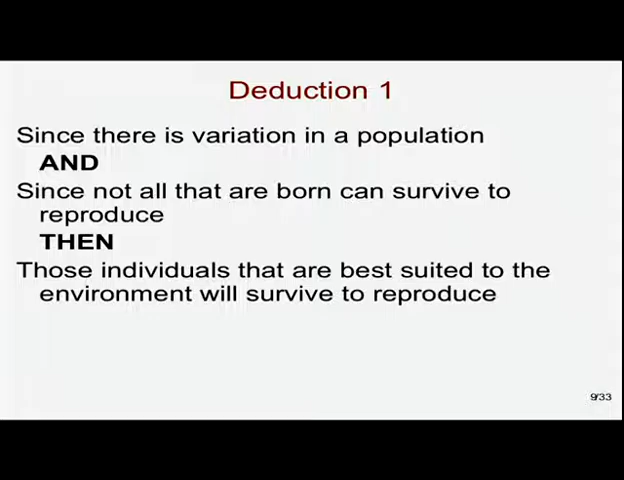 Deduction 1
Since there is variation in a population
AND
Since not all that are born can survive to
reproduce
THEN
Those individuals that are best suited to the
environment will survive to reproduce
9/33